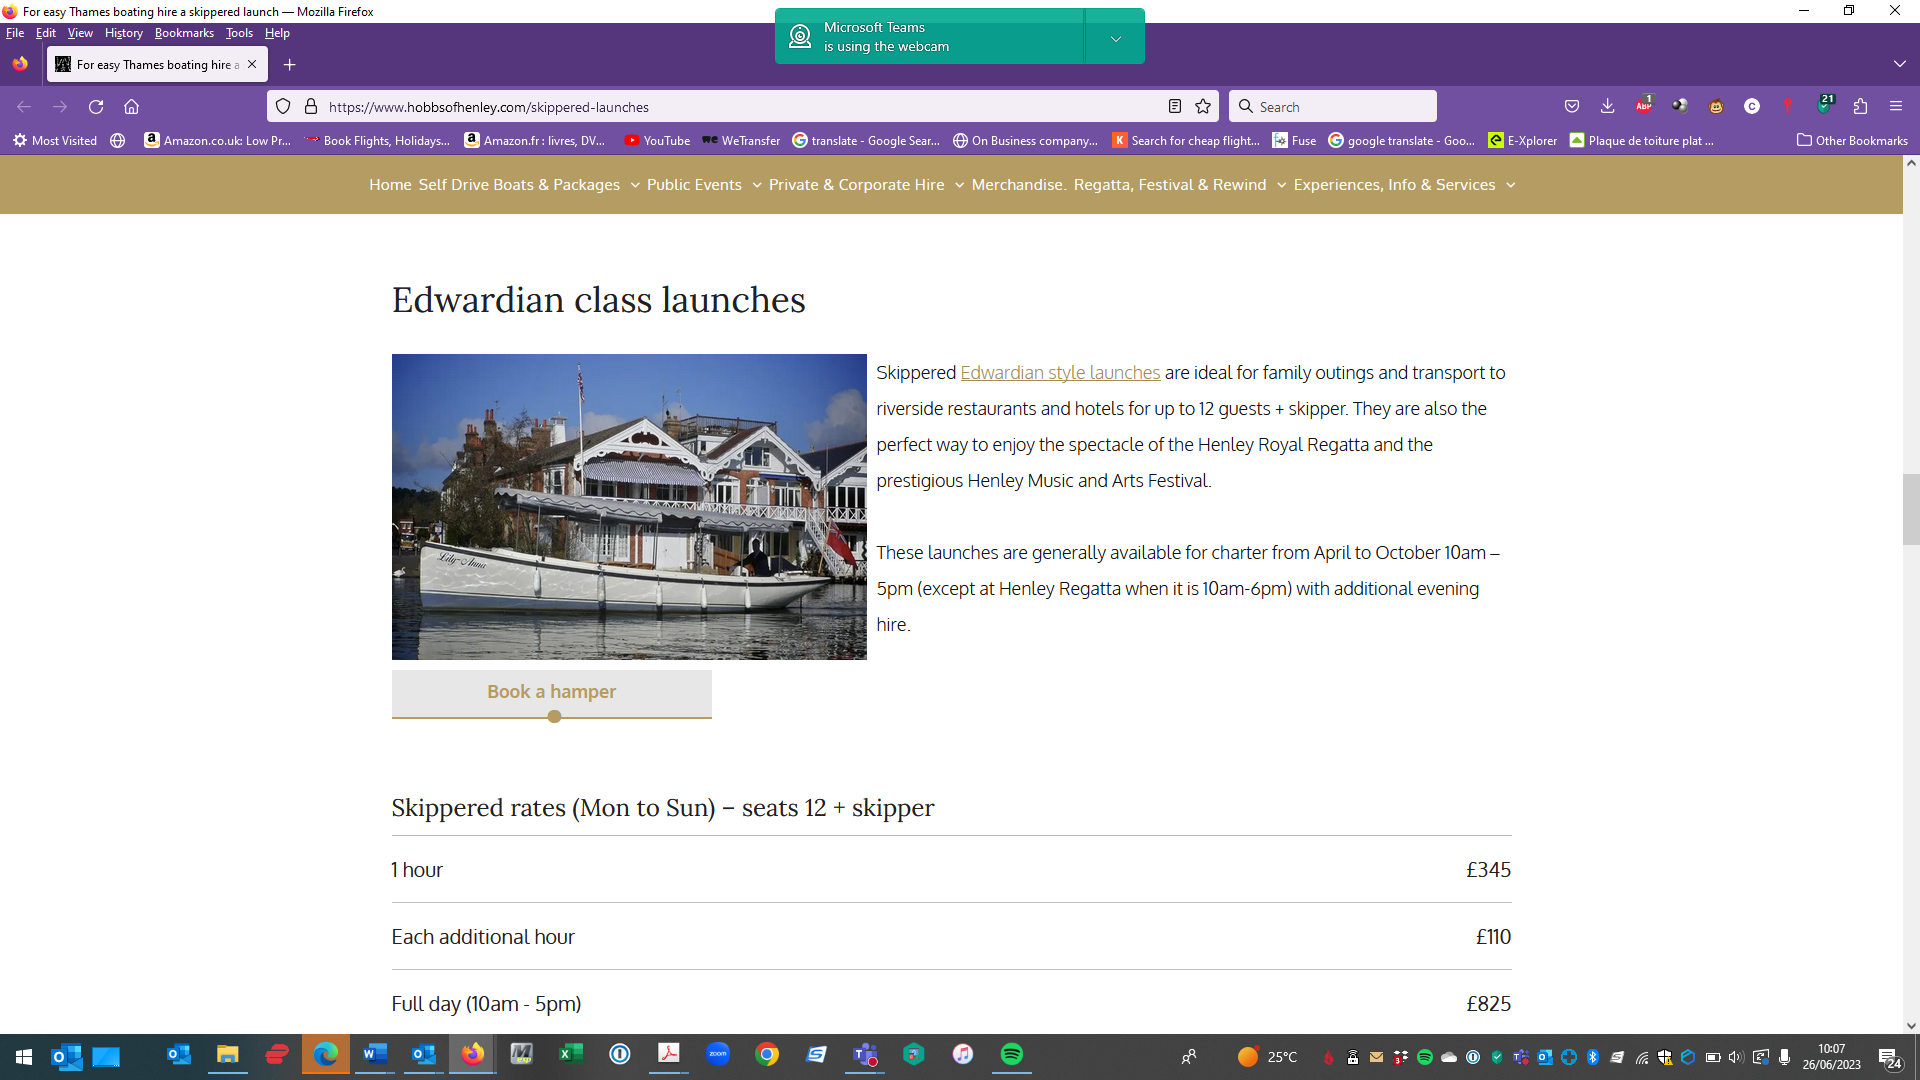 For easy Thames boating hire a skippered launch — Mozilla Firefox
Microsoft Teams
is using the webcam
File Edit View History Bookmarks Tools Help
For easy Thames boating hire a
https://www.hobbsofhenley.com/skippered-launches
Search
ABP 1 C 21
Most Visited Amazon.co.uk: Low Pr... Book Flights, Holidays... Amazon.fr : livres, DV... YouTube WeTransfer translate - Google Sear... On Business company... Search for cheap flight... Fuse google translate - Goo... E-Xplorer Plaque de toiture plat ... Other Bookmarks
Home Self Drive Boats & Packages Public Events Private & Corporate Hire Merchandise. Regatta, Festival & Rewind Experiences, Info & Services
Edwardian class launches
Skippered Edwardian style launches are ideal for family outings and transport to
riverside restaurants and hotels for up to 12 guests + skipper. They are also the
perfect way to enjoy the spectacle of the Henley Royal Regatta and the
prestigious Henley Music and Arts Festival.
These launches are generally available for charter from April to October 10am –
5pm (except at Henley Regatta when it is 10am-6pm) with additional evening
hire.
Lily-Anna
Book a hamper
Skippered rates (Mon to Sun) – seats 12 + skipper
1 hour £345
Each additional hour £110
Full day (10am - 5pm) £825
zoom
25°C
10:07
26/06/2023
24